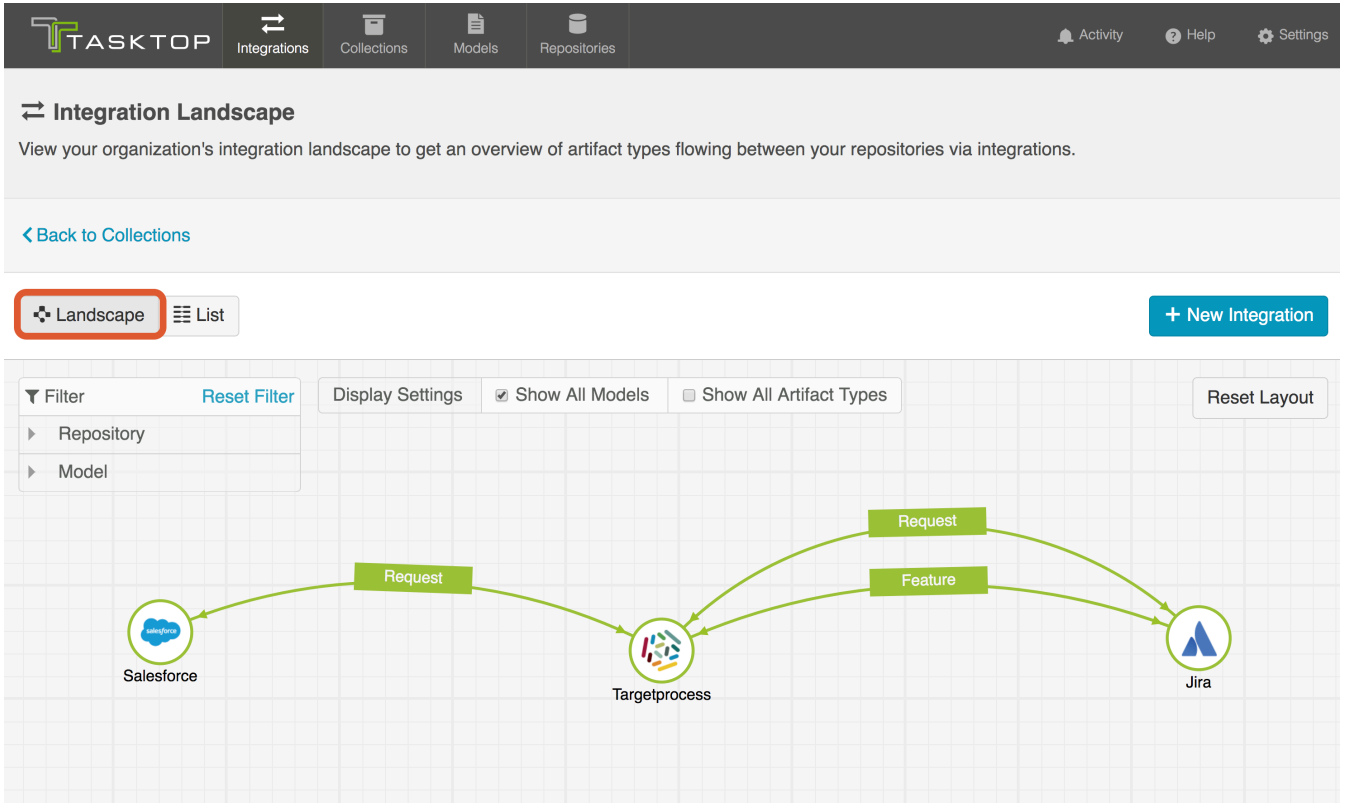 TASKTOP
Integrations
Collections
Models
Repositories
Activity
Help
Settings
Integration Landscape
View your organization's integration landscape to get an overview of artifact types flowing between your repositories via integrations.
Back to Collections
Landscape
List
+ New Integration
Filter
Reset Filter
Display Settings
Show All Models
Show All Artifact Types
Reset Layout
Repository
Model
Request
Request
Feature
salesforce
Salesforce
Targetprocess
Jira